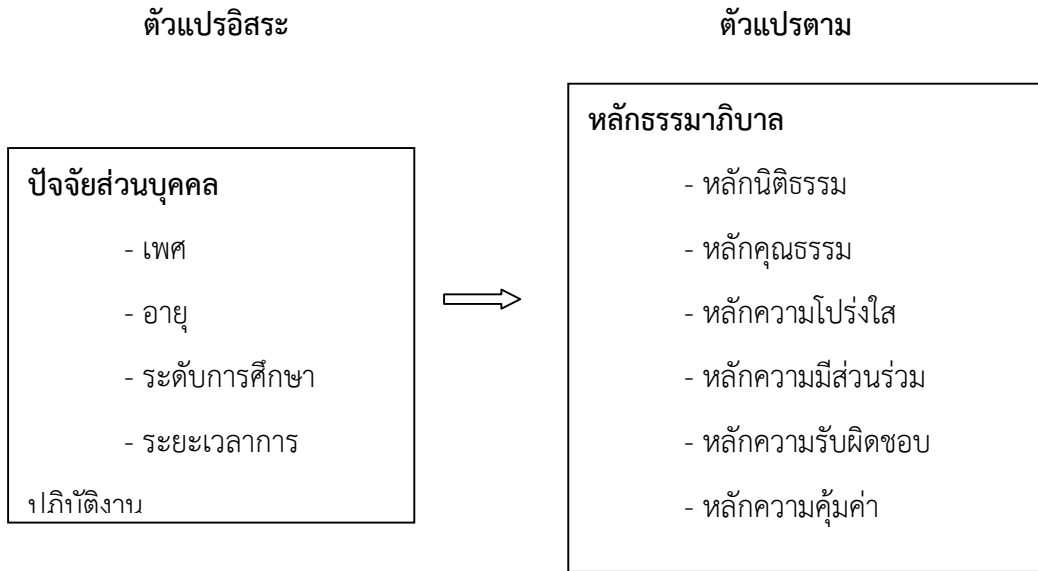 ตัวแปรอิสระ
ตัวแปรตาม
ปัจจัยส่วนบุคคล
- เพศ
- อายุ
- ระดับการศึกษา
- ระยะเวลาการ
ปฏิบัติงาน
หลักธรรมาภิบาล
- หลักนิติธรรม
- หลักคุณธรรม
- หลักความโปร่งใส
- หลักความมีส่วนร่วม
- หลักความรับผิดชอบ
- หลักความคุ้มค่า